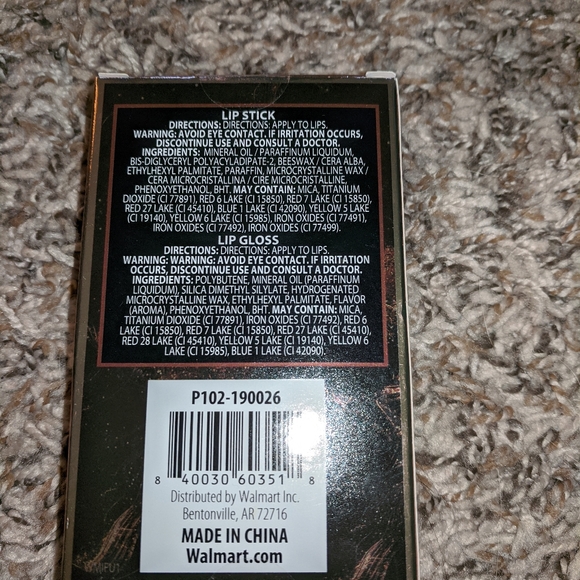 LIP STICK
DIRECTIONS: DIRECTIONS: APPLY TO LIPS.
WARNING: AVOID EYE CONTACT. IF IRRITATION OCCURS,
DISCONTINUE USE AND CONSULT A DOCTOR.
INGREDIENTS: MINERAL OIL / PARAFFINUM LIQUIDUM,
BIS-DIGLYCERYL POLYACYLADIPATE-2, BEESWAX / CERA ALBA,
ETHYLHEXYL PALMITATE, PARAFFIN, MICROCRYSTALLINE WAX /
CERA MICROCRISTALLINA / CIRE MICROCRISTALLINE,
PHENOXYETHANOL, BHT. MAY CONTAIN: MICA, TITANIUM
DIOXIDE (CI 77891), RED 6 LAKE (CI 15850), RED 7 LAKE (CI 15850),
RED 27 LAKE (CI 45410), BLUE 1 LAKE (CI 42090), YELLOW 5 LAKE
(CI 19140), YELLOW 6 LAKE (CI 15985), IRON OXIDES (CI 77491),
IRON OXIDES (CI 77492), IRON OXIDES (CI 77499).
LIP GLOSS
DIRECTIONS: DIRECTIONS: APPLY TO LIPS.
WARNING: WARNING: AVOID EYE CONTACT. IF IRRITATION
OCCURS, DISCONTINUE USE AND CONSULT A DOCTOR.
INGREDIENTS: POLYBUTENE, MINERAL OIL (PARAFFINUM
LIQUIDUM), SILICA DIMETHYL SILYLATE, HYDROGENATED
MICROCRYSTALLINE WAX, ETHYLHEXYL PALMITATE, FLAVOR
(AROMA), PHENOXYETHANOL, BHT. MAY CONTAIN: MICA,
TITANIUM DIOXIDE (CI 77891), IRON OXIDES (CI 77492), RED 6
LAKE (CI 15850), RED 7 LAKE (CI 15850), RED 27 LAKE (CI 45410),
RED 28 LAKE (CI 45410), YELLOW 5 LAKE (CI 19140), YELLOW 6
LAKE (CI 15985), BLUE 1 LAKE (CI 42090).
P102-190026
8 40030 60351 8
Distributed by Walmart Inc.
Bentonville, AR 72716
MADE IN CHINA
Walmart.com